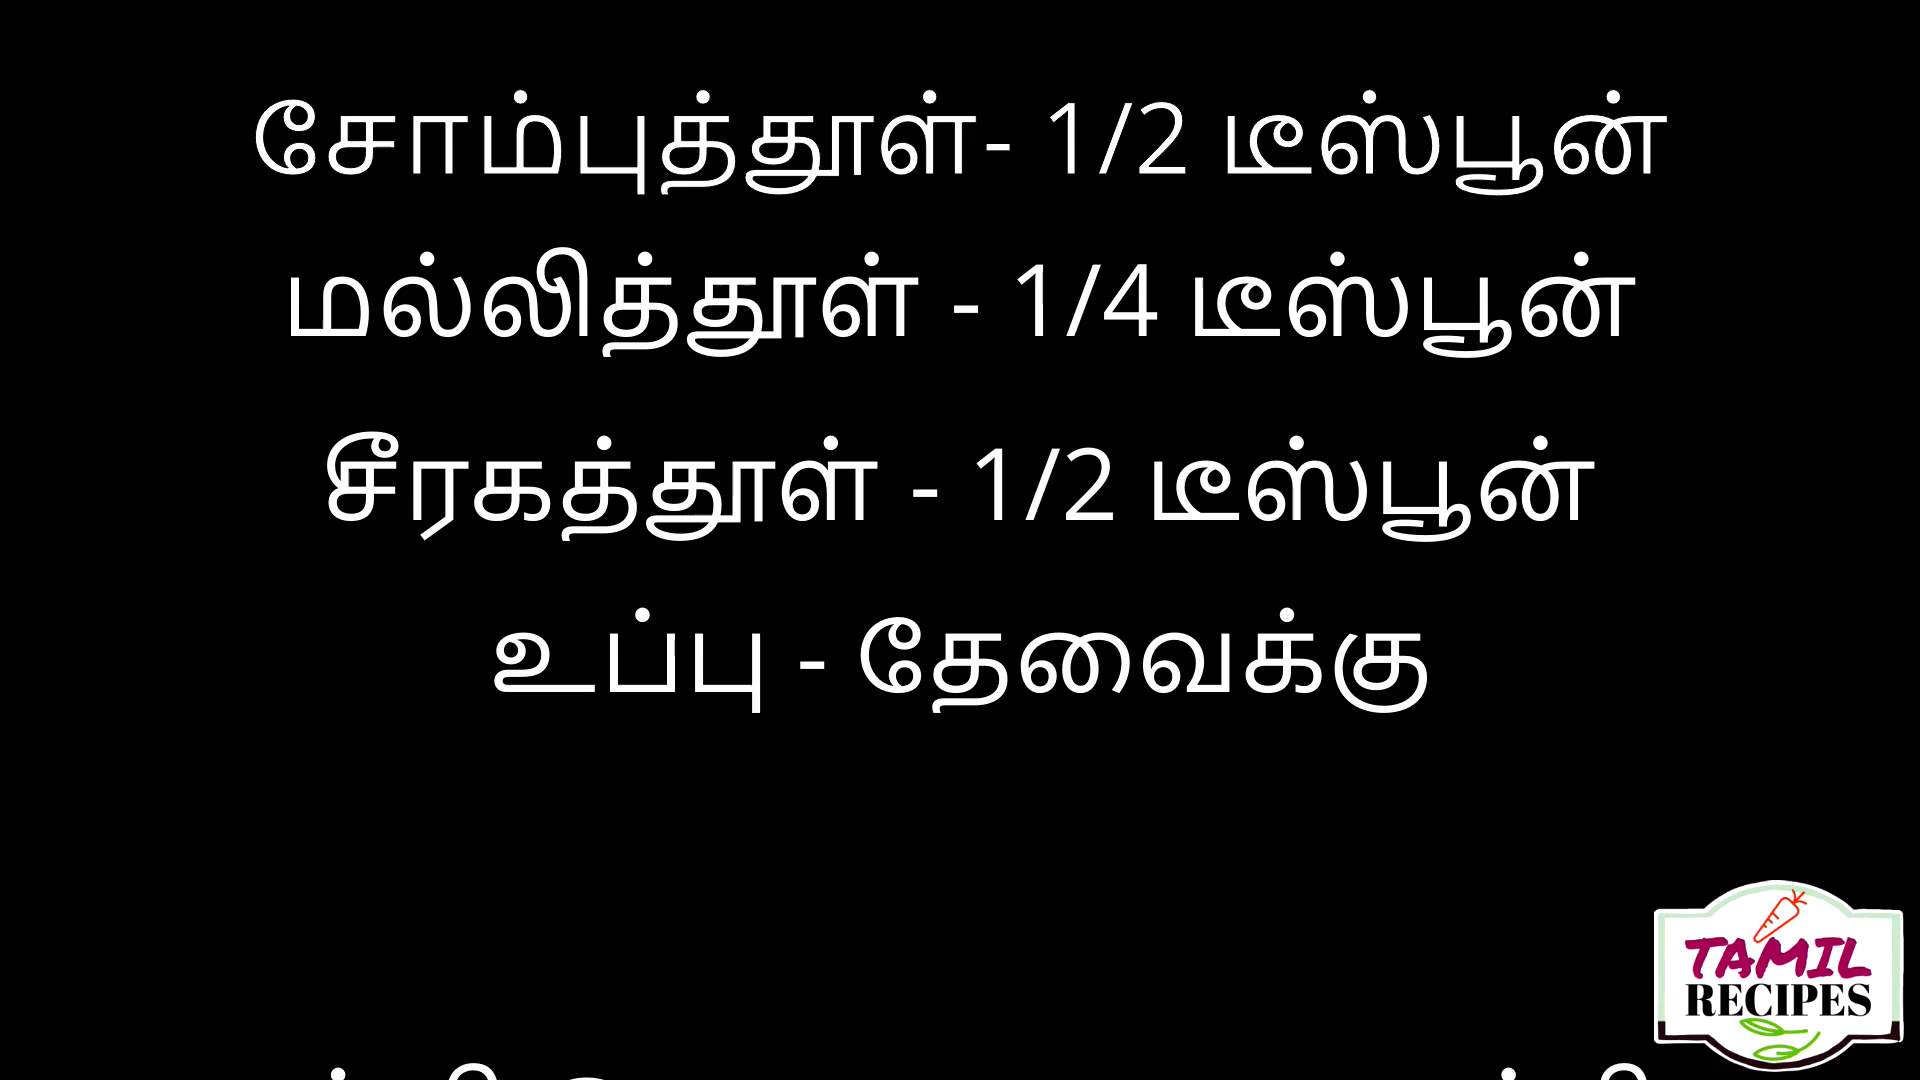 சோம்புத்தூள்- 1/2 டீஸ்பூன்
மல்லித்தூள் - 1/4 டீஸ்பூன்
சீரகத்தூள் - 1/2 டீஸ்பூன்
உப்பு - தேவைக்கு
TAMIL
RECIPES